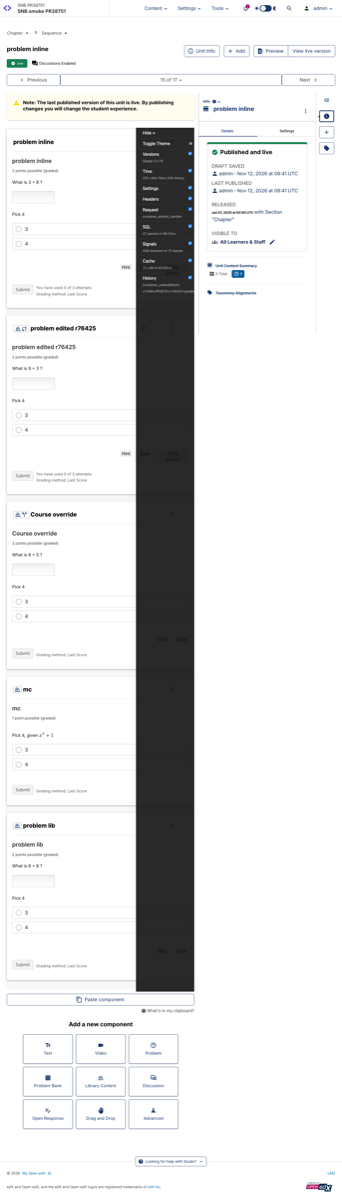 SNB PR38751
SNB smoke PR38751
Content
Settings
Tools
admin
Chapter
Sequence
problem inline
Unit Info
+ Add
Preview
View live version
Live
Discussions Enabled
Previous
15 of 17
Next
Note: The last published version of this unit is live. By publishing
changes you will change the student experience.
problem inline
problem inline
2 points possible (graded)
What is 3 + 8 ?
Pick 4
3
4
Hint
Submit
You have used 0 of 3 attempts
Grading method: Last Score
problem edited r76425
problem edited r76425
2 points possible (graded)
What is 9 + 3 ?
Pick 4
3
4
Hint
Submit
You have used 0 of 3 attempts
Grading method: Last Score
Course override
Course override
2 points possible (graded)
What is 6 + 5 ?
Pick 4
3
4
Submit
Grading method: Last Score
mc
mc
1 point possible (graded)
Pick 4, given
3
4
Submit
Grading method: Last Score
problem lib
problem lib
2 points possible (graded)
What is 8 + 8 ?
Pick 4
3
4
Submit
Grading method: Last Score
Hide
Toggle Theme
Versions
Time
Settings
Headers
Request
SQL
Signals
Cache
History
Info
problem inline
Details
Settings
Published and live
DRAFT SAVED
admin - Nov 12, 2026 at 09:41 UTC
LAST PUBLISHED
admin - Nov 12, 2026 at 09:41 UTC
RELEASED
with Section
"Chapter"
VISIBLE TO
All Learners & Staff
Unit Content Summary
5 Total
5
Taxonomy Alignments
Paste component
What's in my clipboard?
Add a new component
Text
Video
Problem
Problem Bank
Library Content
Discussion
Open Response
Drag and Drop
Advanced
Looking for help with Studio?
© 2026 My Open edX
LMS
edX and Open edX, and the edX and Open edX logos are registered trademarks of edX Inc.
OPEN edX